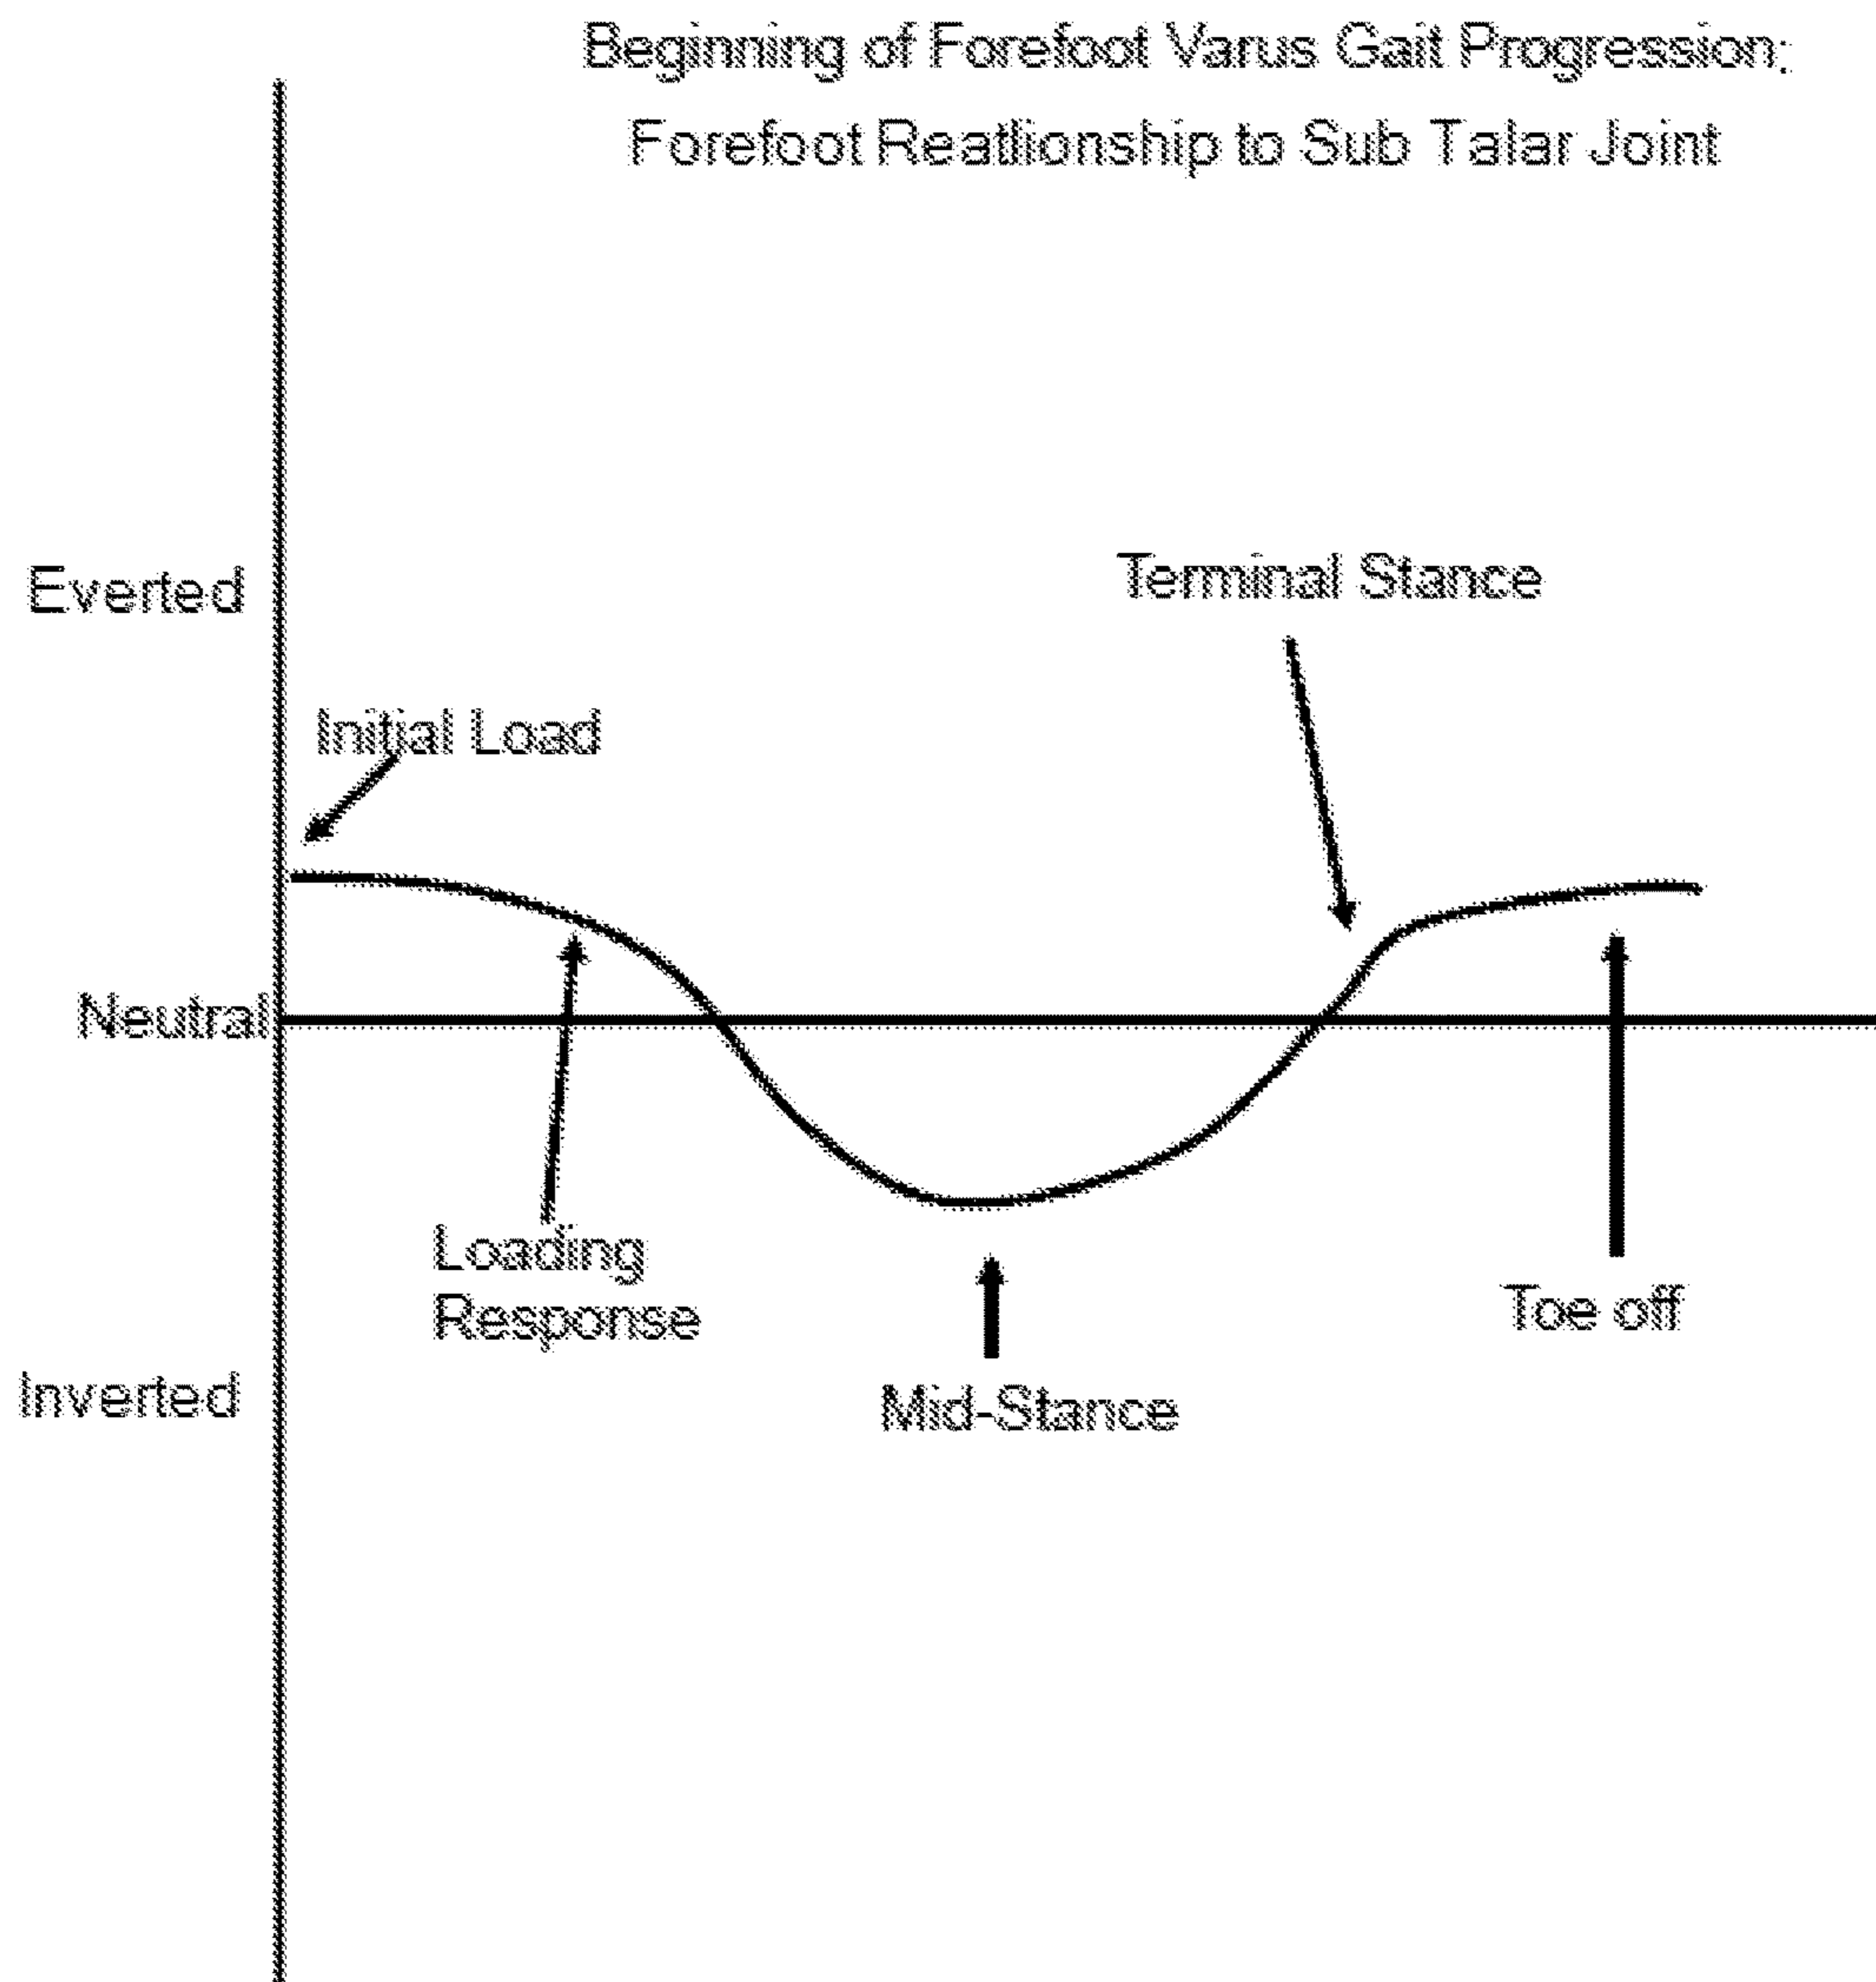 Beginning of Forefoot Varus Gait Progression:
Forefoot Reatllionship to Sub Talar Joint
Everted
Terminal Stance
Initial Load
Neutral
Loading
Response
Toe off
Inverted
Mid-Stance